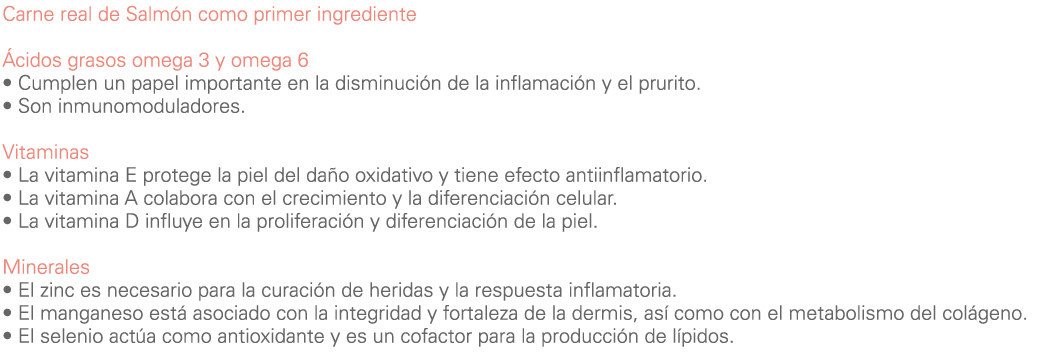 Carne real de Salmón como primer ingrediente
Ácidos grasos omega 3 y omega 6
• Cumplen un papel importante en la disminución de la inflamación y el prurito.
• Son inmunomoduladores.
Vitaminas
• La vitamina E protege la piel del daño oxidativo y tiene efecto antiinflamatorio.
• La vitamina A colabora con el crecimiento y la diferenciación celular.
• La vitamina D influye en la proliferación y diferenciación de la piel.
Minerales
• El zinc es necesario para la curación de heridas y la respuesta inflamatoria.
• El manganeso está asociado con la integridad y fortaleza de la dermis, así como con el metabolismo del colágeno.
• El selenio actúa como antioxidante y es un cofactor para la producción de lípidos.